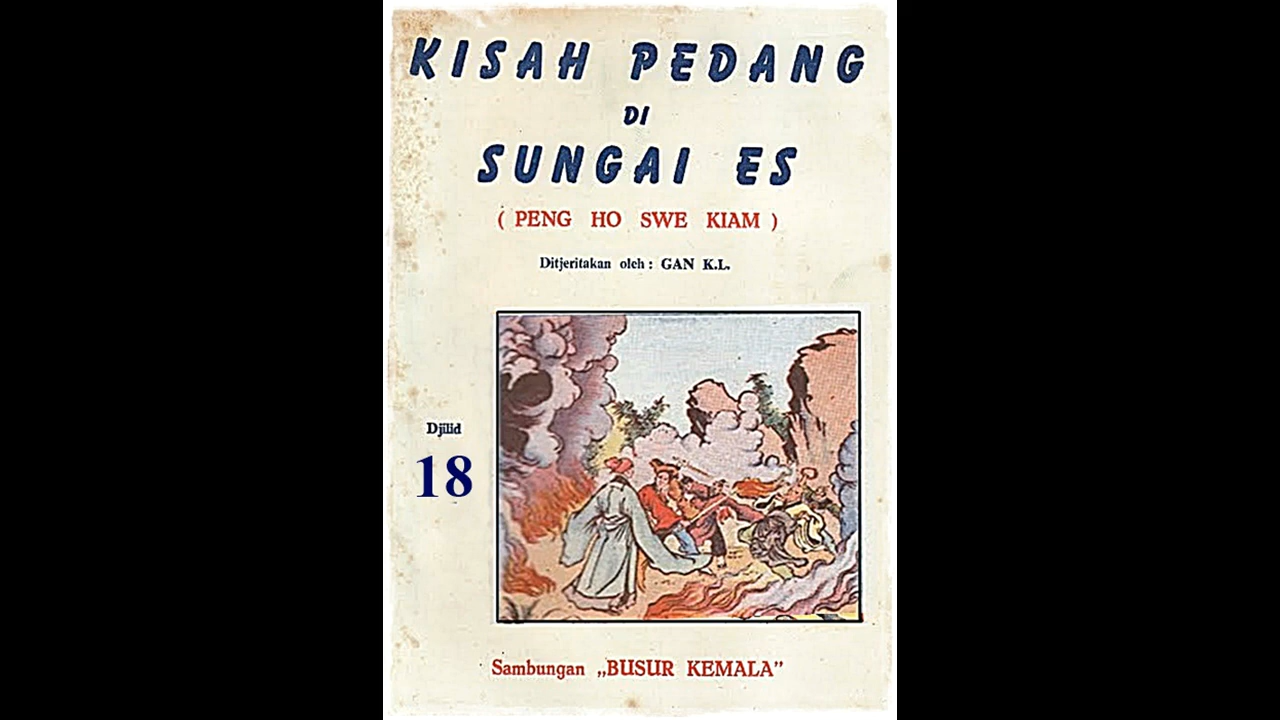 KISAH PEDANG
DI
SUNGAI ES
( PENG HO SWE KIAM )
Ditjeritakan oleh : GAN K.L.
Djilid
18
Sambungan „BUSUR KEMALA”